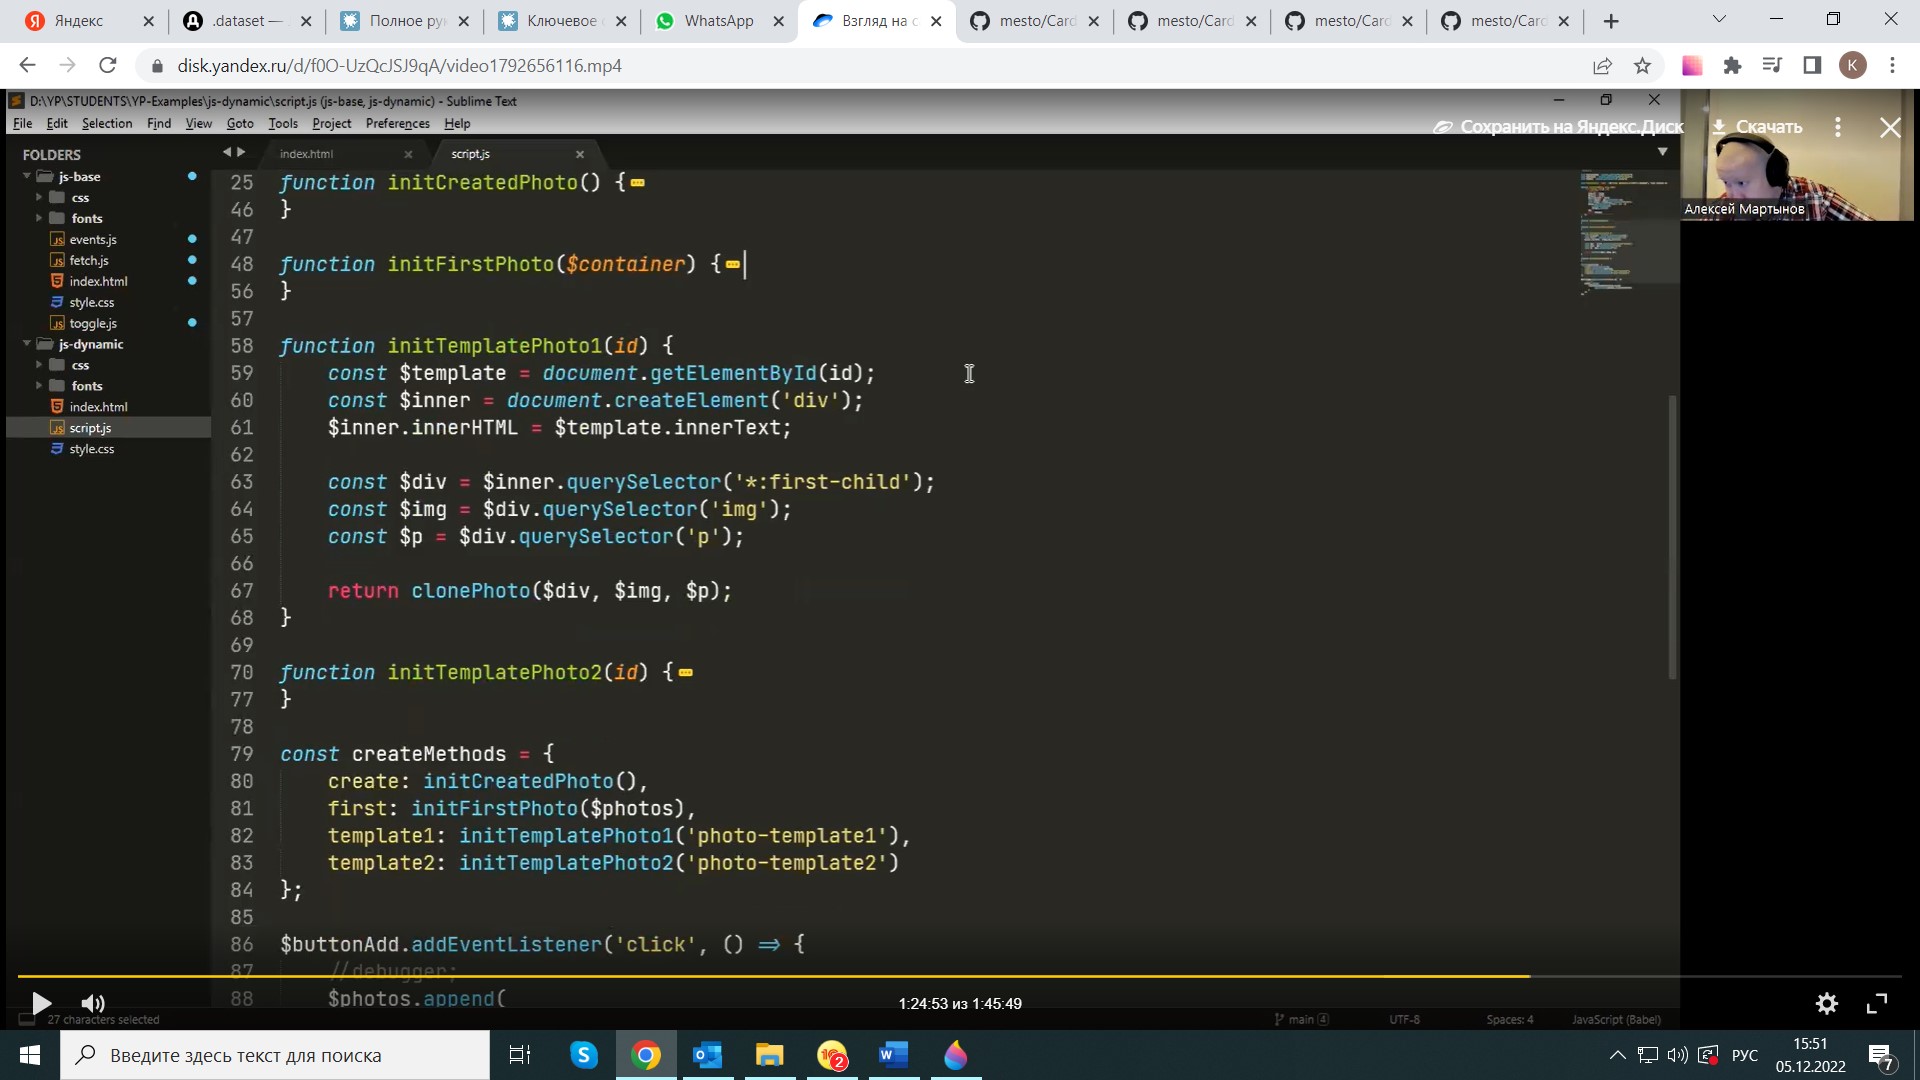 Яндекс
.dataset —
Полное ру
Ключевое
WhatsApp
Взгляд на с
mesto/Card
mesto/Card
mesto/Card
mesto/Card
disk.yandex.ru/d/f0O-UzQcJSJ9qA/video1792656116.mp4
K
D:\YP\STUDENTS\YP-Examples\js-dynamic\script.js (js-base, js-dynamic) - Sublime Text
File Edit Selection Find View Goto Tools Project Preferences Help
Сохранить на Яндекс.Диск
Скачать
Алексей Мартынов
FOLDERS
js-base
css
fonts
events.js
fetch.js
index.html
style.css
toggle.js
js-dynamic
css
fonts
index.html
script.js
style.css
index.html
script.js
25 function initCreatedPhoto() {
46 }
47
48 function initFirstPhoto($container) {
56 }
57
58 function initTemplatePhoto1(id) {
59 const $template = document.getElementById(id);
60 const $inner = document.createElement('div');
61 $inner.innerHTML = $template.innerText;
62
63 const $div = $inner.querySelector('*:first-child');
64 const $img = $div.querySelector('img');
65 const $p = $div.querySelector('p');
66
67 return clonePhoto($div, $img, $p);
68 }
69
70 function initTemplatePhoto2(id) {
77 }
78
79 const createMethods = {
80 create: initCreatedPhoto(),
81 first: initFirstPhoto($photos),
82 template1: initTemplatePhoto1('photo-template1'),
83 template2: initTemplatePhoto2('photo-template2')
84 };
85
86 $buttonAdd.addEventListener('click', () => {
87 //debugger;
88 $photos.append(
1:24:53 из 1:45:49
27 characters selected
main 4
UTF-8
Spaces: 4
JavaScript (Babel)
Введите здесь текст для поиска
2
РУС
15:51
05.12.2022
7